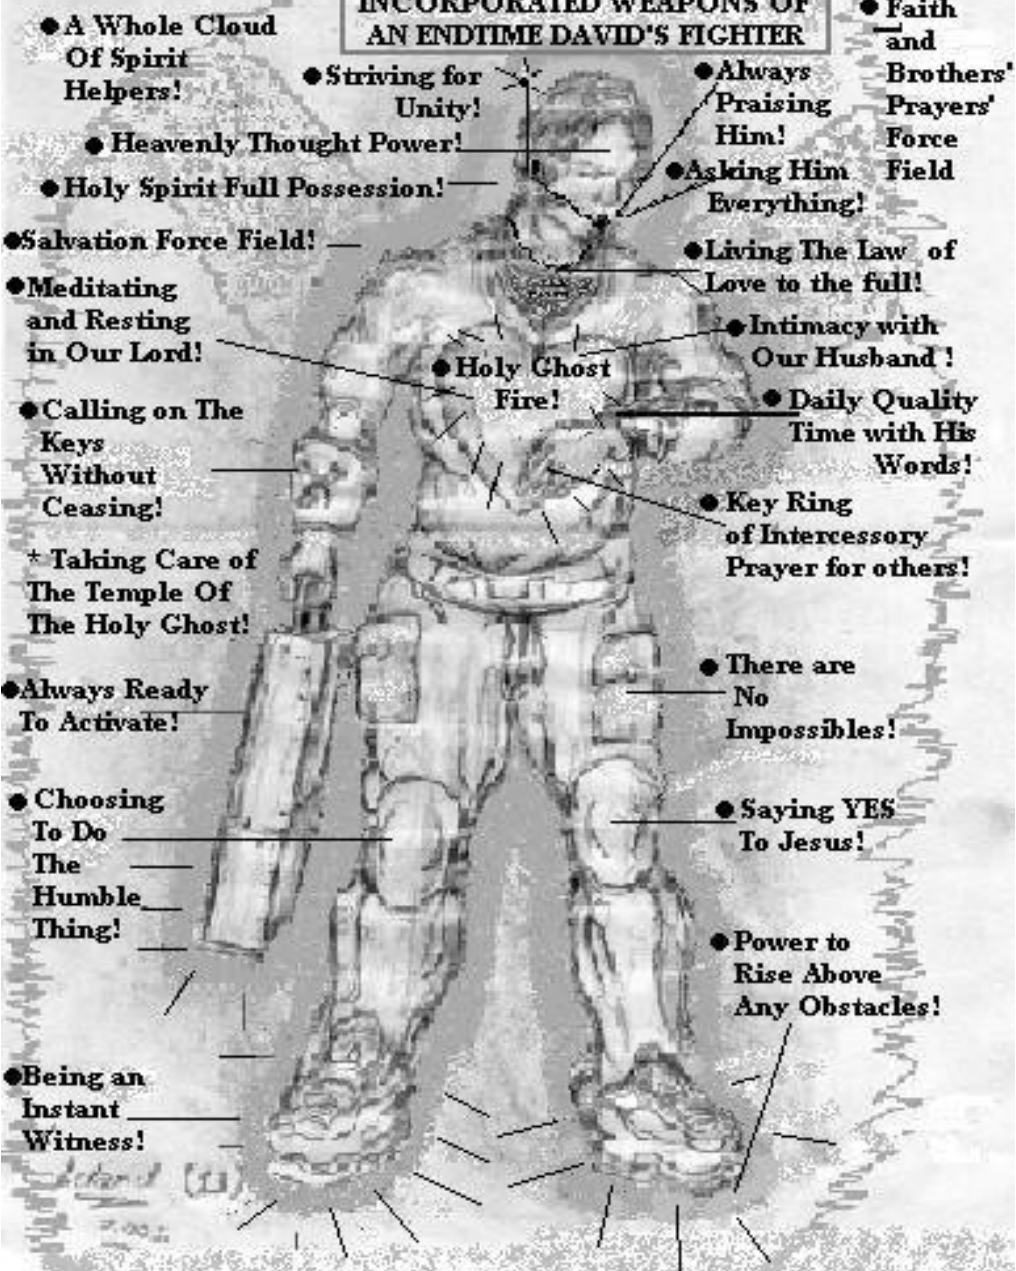 INCORPORATED WEAPONS OF
AN ENDTIME DAVID'S FIGHTER
● A Whole Cloud
Of Spirit
Helpers!
● Striving for
Unity!
● Heavenly Thought Power!
● Holy Spirit Full Possession!
● Salvation Force Field!
● Meditating
and Resting
in Our Lord!
● Calling on The
Keys
Without
Ceasing!
* Taking Care of
The Temple Of
The Holy Ghost!
● Always Ready
To Activate!
● Choosing
To Do
The
Humble
Thing!
● Being an
Instant
Witness!
● Holy Ghost
Fire!
● Faith
and
Brothers'
Prayers'
Force
Field
● Always
Praising
Him!
● Asking Him
Everything!
● Living The Law of
Love to the full!
● Intimacy with
Our Husband !
● Daily Quality
Time with His
Words!
● Key Ring
of Intercessory
Prayer for others!
● There are
No
Impossibles!
● Saying YES
To Jesus!
● Power to
Rise Above
Any Obstacles!